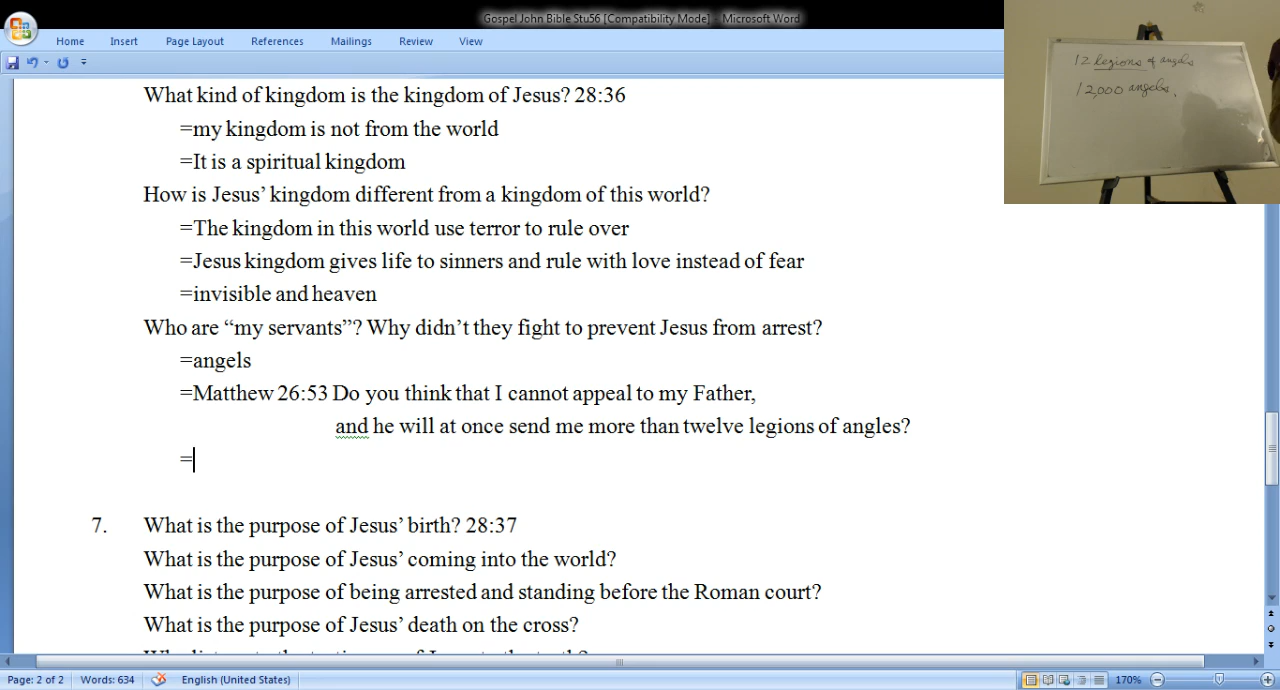 Gospel John Bible Stu56 [Compatibility Mode] - Microsoft Word
Home Insert Page Layout References Mailings Review View
12 legions of angels
12,000 angels.
What kind of kingdom is the kingdom of Jesus? 28:36
=my kingdom is not from the world
=It is a spiritual kingdom
How is Jesus’ kingdom different from a kingdom of this world?
=The kingdom in this world use terror to rule over
=Jesus kingdom gives life to sinners and rule with love instead of fear
=invisible and heaven
Who are “my servants”? Why didn’t they fight to prevent Jesus from arrest?
=angels
=Matthew 26:53 Do you think that I cannot appeal to my Father,
and he will at once send me more than twelve legions of angles?
=
7. What is the purpose of Jesus’ birth? 28:37
What is the purpose of Jesus’ coming into the world?
What is the purpose of being arrested and standing before the Roman court?
What is the purpose of Jesus’ death on the cross?
Page: 2 of 2 Words: 634 English (United States) 170%